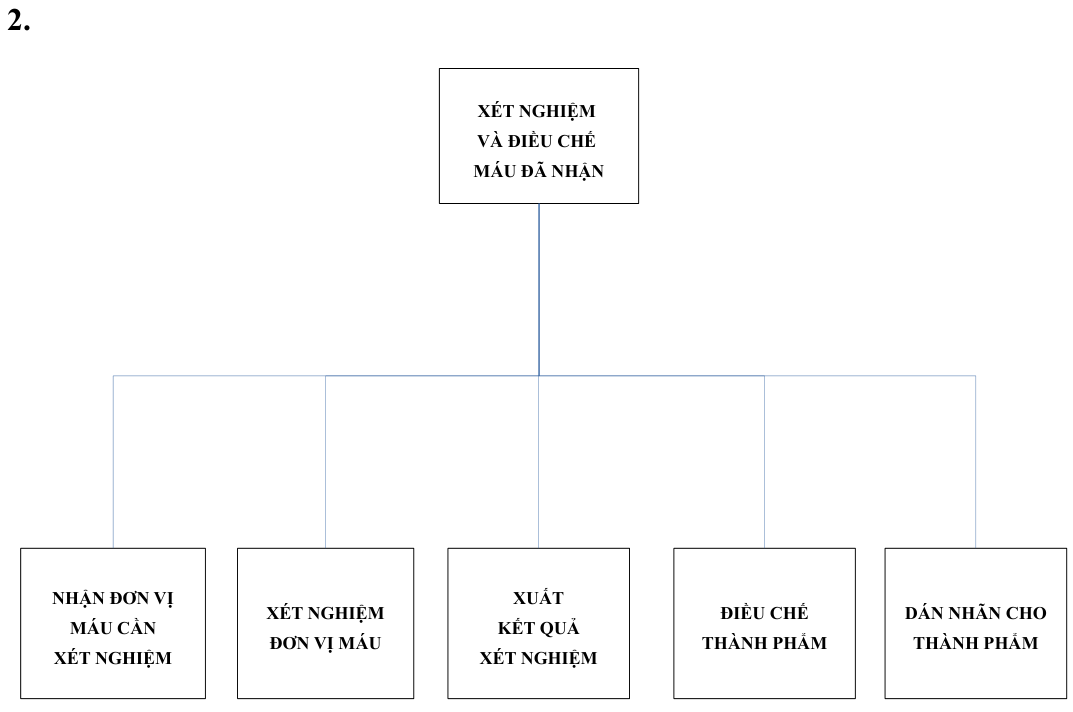 2.
XÉT NGHIỆM
VÀ ĐIỀU CHẾ
MÁU ĐÃ NHẬN
NHẬN ĐƠN VỊ
MÁU CẦN
XÉT NGHIỆM
XÉT NGHIỆM
ĐƠN VỊ MÁU
XUẤT
KẾT QUẢ
XÉT NGHIỆM
ĐIỀU CHẾ
THÀNH PHẨM
DÁN NHÃN CHO
THÀNH PHẨM